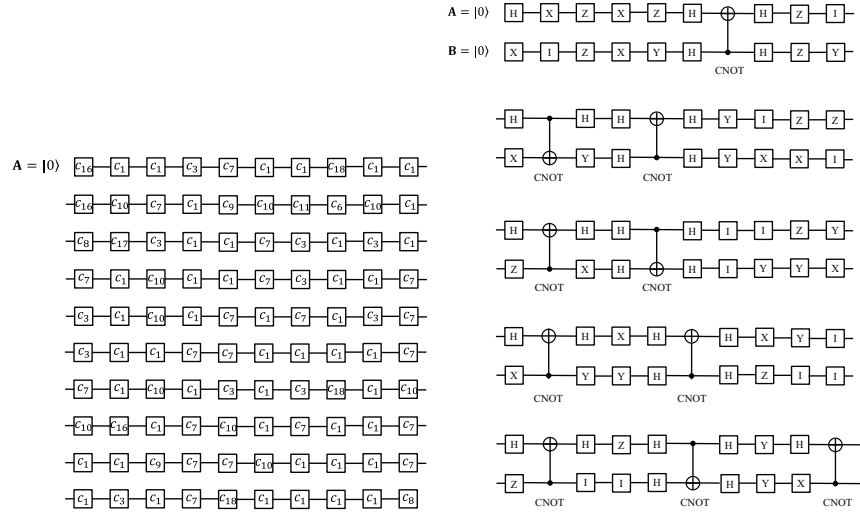 A = |0⟩ H X Z X Z H H Z I
B = |0⟩ X I Z X Y H H Z Y
CNOT
H H H H Y I Z Z
X Y H H Y X X I
CNOT CNOT
H H H H I I Z Y
Z X H H I Y Y X
CNOT CNOT
H H X H H X Y I
X Y Y H H Z I I
CNOT CNOT
H H Z H H Y H
Z I I H H Y X
CNOT CNOT CNOT
A = |0⟩ C₁₆ C₁ C₁ C₃ C₇ C₁ C₁ C₁₈ C₁ C₁
C₁₆ C₁₀ C₇ C₁ C₉ C₁₀ C₁₁ C₆ C₁₀ C₁
C₈ C₁₇ C₃ C₁ C₁ C₇ C₃ C₁ C₃ C₁
C₇ C₁ C₁₀ C₃ C₁ C₁ C₁ C₁ C₁ C₇
C₃ C₁ C₁₀ C₁ C₇ C₁ C₇ C₁ C₃ C₇
C₃ C₁ C₁ C₇ C₇ C₁ C₁ C₁ C₁ C₇
C₇ C₁ C₁₀ C₁ C₃ C₁ C₃ C₁₈ C₁ C₁₀
C₁₀ C₁₆ C₁ C₇ C₁₀ C₇ C₁ C₁ C₇ C₇
C₁ C₁ C₉ C₇ C₇ C₁₀ C₁ C₁ C₁ C₇
C₁ C₃ C₁ C₇ C₁₈ C₁ C₁ C₁ C₁ C₈